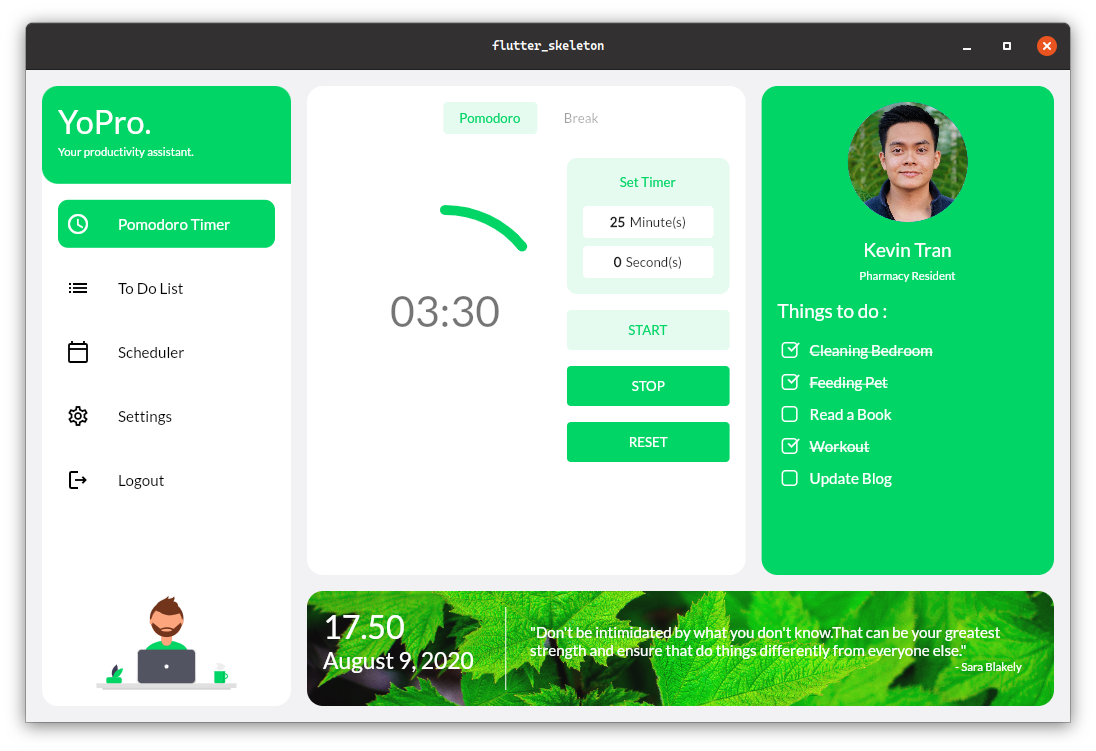 flutter_skeleton
YoPro.
Your productivity assistant.
Pomodoro Timer
To Do List
Scheduler
Settings
Logout
Pomodoro Break
03:30
Set Timer
25 Minute(s)
0 Second(s)
START
STOP
RESET
Kevin Tran
Pharmacy Resident
Things to do :
Cleaning Bedroom
Feeding Pet
Read a Book
Workout
Update Blog
17.50
August 9, 2020
"Don't be intimidated by what you don't know.That can be your greatest
strength and ensure that do things differently from everyone else."
- Sara Blakely